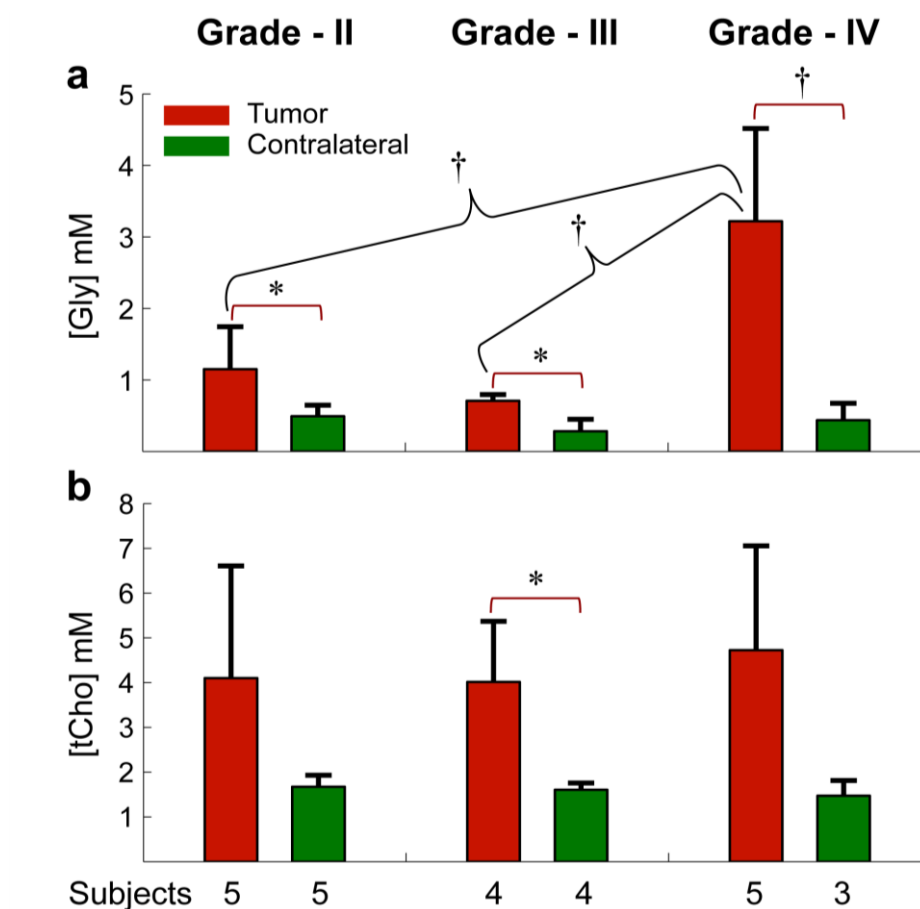 Grade - II Grade - III Grade - IV
a
5
4
3
2
1
[Gly] mM
Tumor
Contralateral
†
†
†
*
*
b
8
7
6
5
4
3
2
1
[tCho] mM
*
Subjects 5 5 4 4 5 3